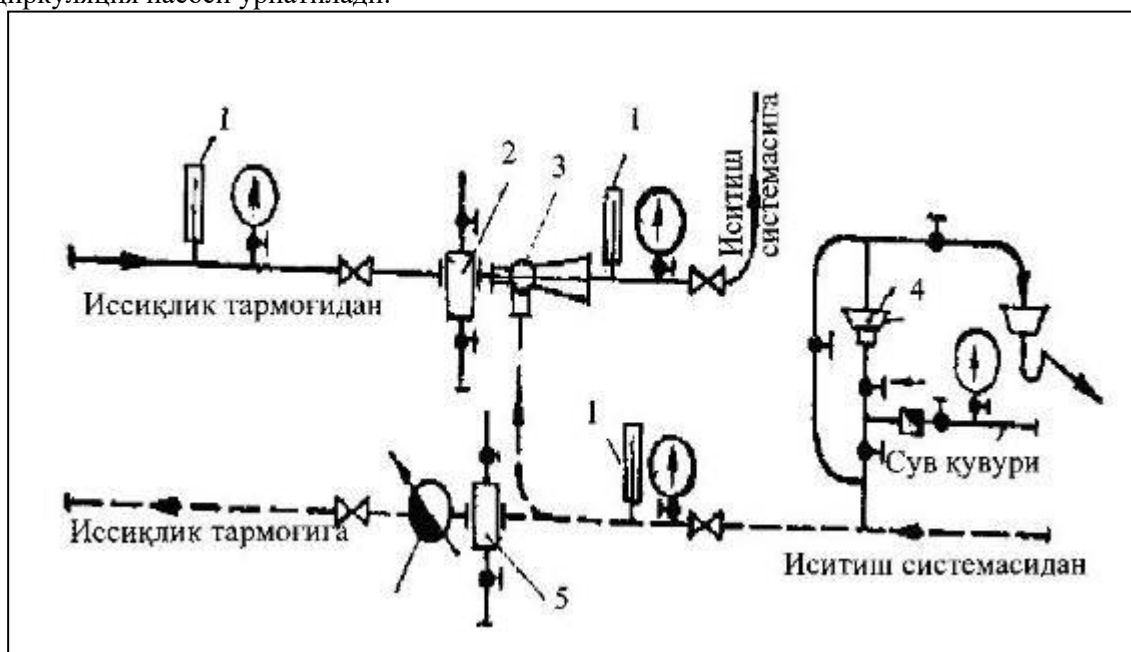 циркуляция насоси ўрнатилади.
1
2
3
1
Иситиш
системасига
4
Иссиқлик тармоғидан
1
Сув қувури
Иссиқлик тармоғига
5
Иситиш системасидан